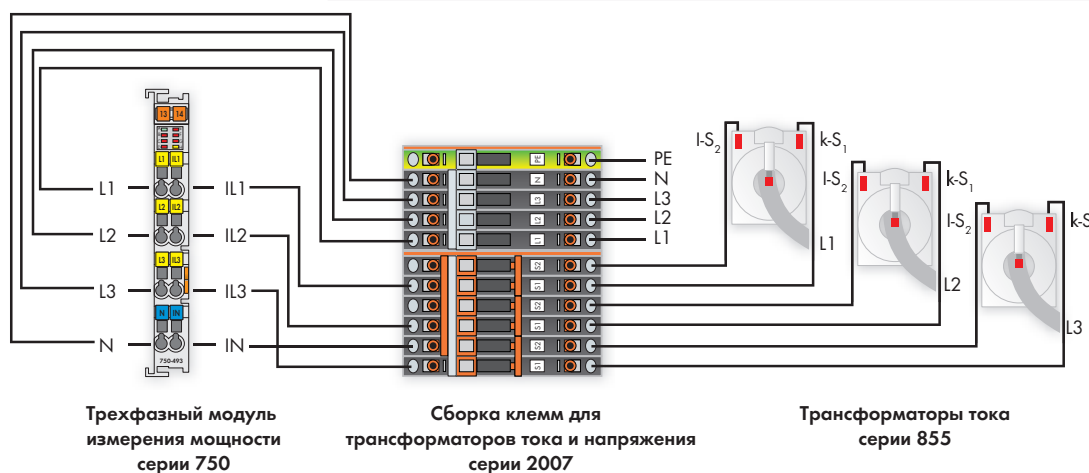 13 14
L1 IL1
L2 IL2
L3 IL3
N IN
750-493
L1 IL1
L2 IL2
L3 IL3
N IN
PE
N
L3
L2
L1
S2
S1
S2
S1
S2
S1
PE
N
L3
L2
L1
l-S2 k-S1
L1
l-S2 k-S1
L2
l-S2 k-S
L3
Трехфазный модуль
измерения мощности
серии 750
Сборка клемм для
трансформаторов тока и напряжения
серии 2007
Трансформаторы тока
серии 855